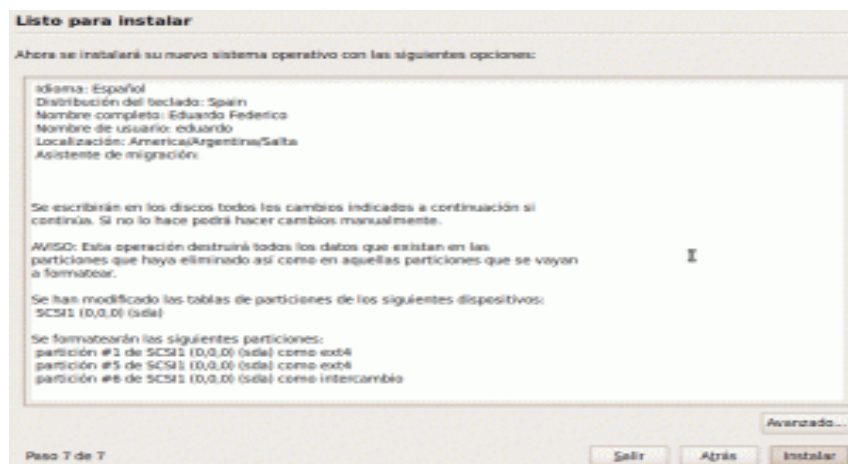 Listo para instalar
Ahora se instalará su nuevo sistema operativo con las siguientes opciones:
Idioma: Español
Distribución del teclado: Spain
Nombre completo: Eduardo Federico
Nombre de usuario: eduardo
Localización: America/Argentina/Salta
Asistente de migración:
Se escribirán en los discos todos los cambios indicados a continuación si
continúa. Si no lo hace podrá hacer cambios manualmente.
AVISO: Esta operación destruirá todos los datos que existan en las
particiones que haya eliminado así como en aquellas particiones que se vayan
a formatear.
Se han modificado las tablas de particiones de los siguientes dispositivos:
SCSI1 (0,0,0) (sda)
Se formatearán las siguientes particiones:
partición #1 de SCSI1 (0,0,0) (sda) como ext4
partición #5 de SCSI1 (0,0,0) (sda) como ext4
partición #6 de SCSI1 (0,0,0) (sda) como intercambio
Avanzado...
Paso 7 de 7
Salir
Atrás
Instalar